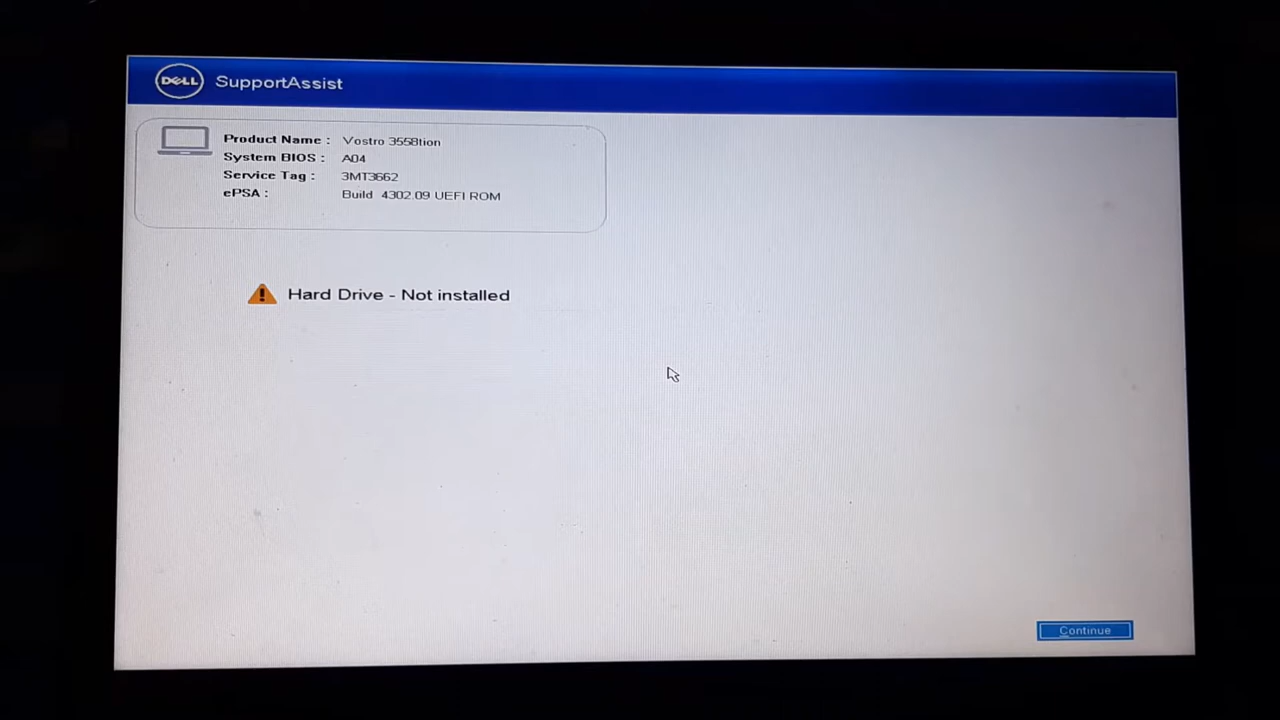 DELL SupportAssist
Product Name : Vostro 3558tion
System BIOS : A04
Service Tag : 3MT3662
ePSA : Build 4302.09 UEFI ROM
Hard Drive - Not installed
Continue